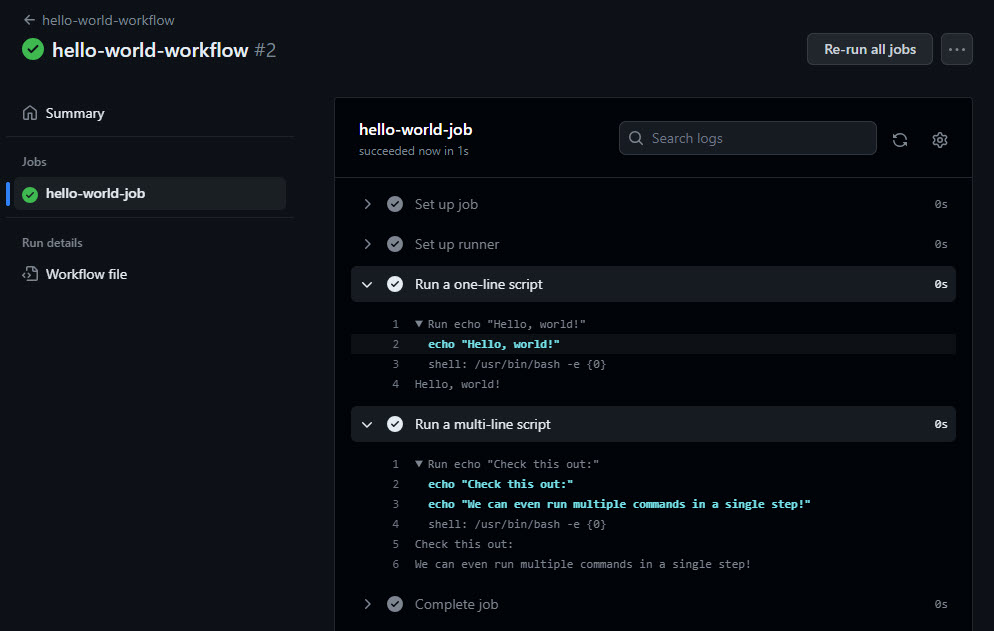 ← hello-world-workflow
hello-world-workflow #2
Re-run all jobs
Summary
Jobs
hello-world-job
Run details
Workflow file
hello-world-job
succeeded now in 1s
Search logs
Set up job 0s
Set up runner 0s
Run a one-line script 0s
1 ▼ Run echo "Hello, world!"
2 echo "Hello, world!"
3 shell: /usr/bin/bash -e {0}
4 Hello, world!
Run a multi-line script 0s
1 ▼ Run echo "Check this out:"
2 echo "Check this out:"
3 echo "We can even run multiple commands in a single step!"
4 shell: /usr/bin/bash -e {0}
5 Check this out:
6 We can even run multiple commands in a single step!
Complete job 0s